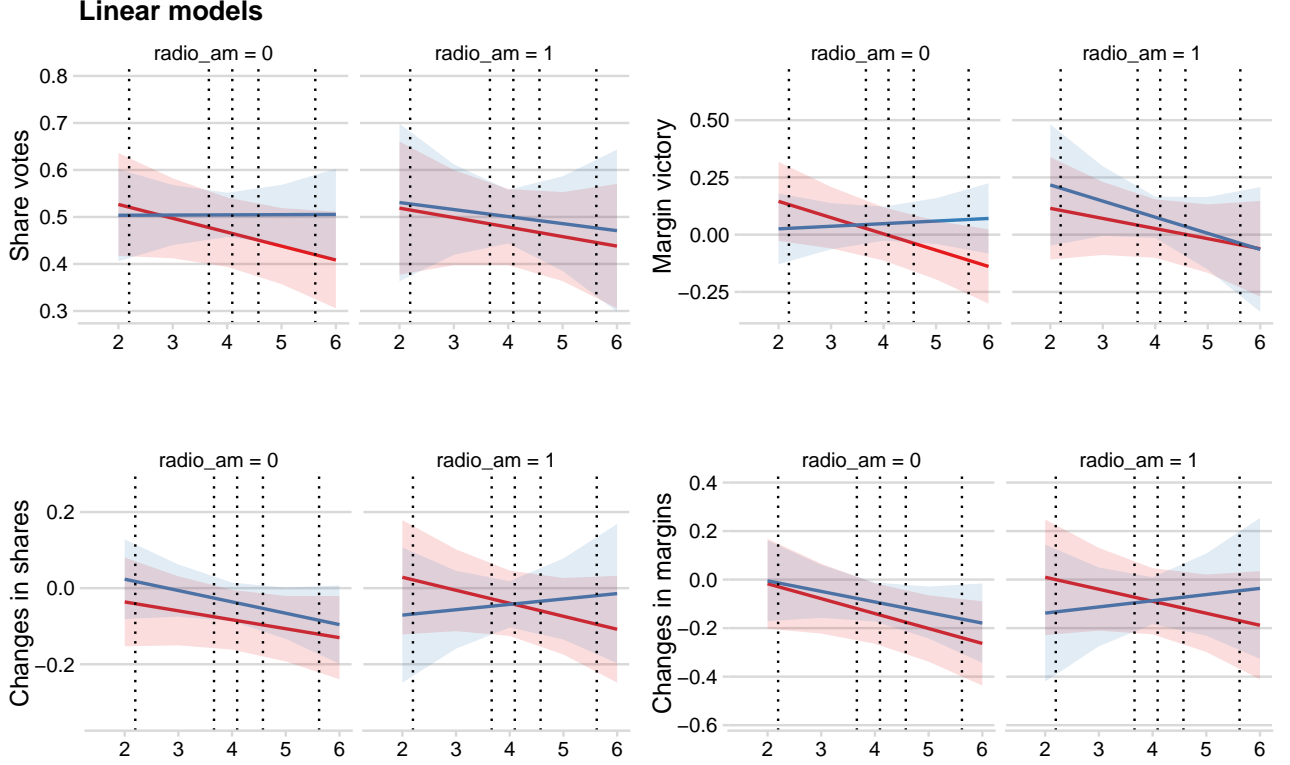 Linear models
radio_am = 0
radio_am = 1
Share votes
0.8
0.7
0.6
0.5
0.4
0.3
2 3 4 5 6
2 3 4 5 6
radio_am = 0
radio_am = 1
Margin victory
0.50
0.25
0.00
−0.25
2 3 4 5 6
2 3 4 5 6
radio_am = 0
radio_am = 1
Changes in shares
0.2
0.0
−0.2
2 3 4 5 6
2 3 4 5 6
radio_am = 0
radio_am = 1
Changes in margins
0.4
0.2
0.0
−0.2
−0.4
−0.6
2 3 4 5 6
2 3 4 5 6